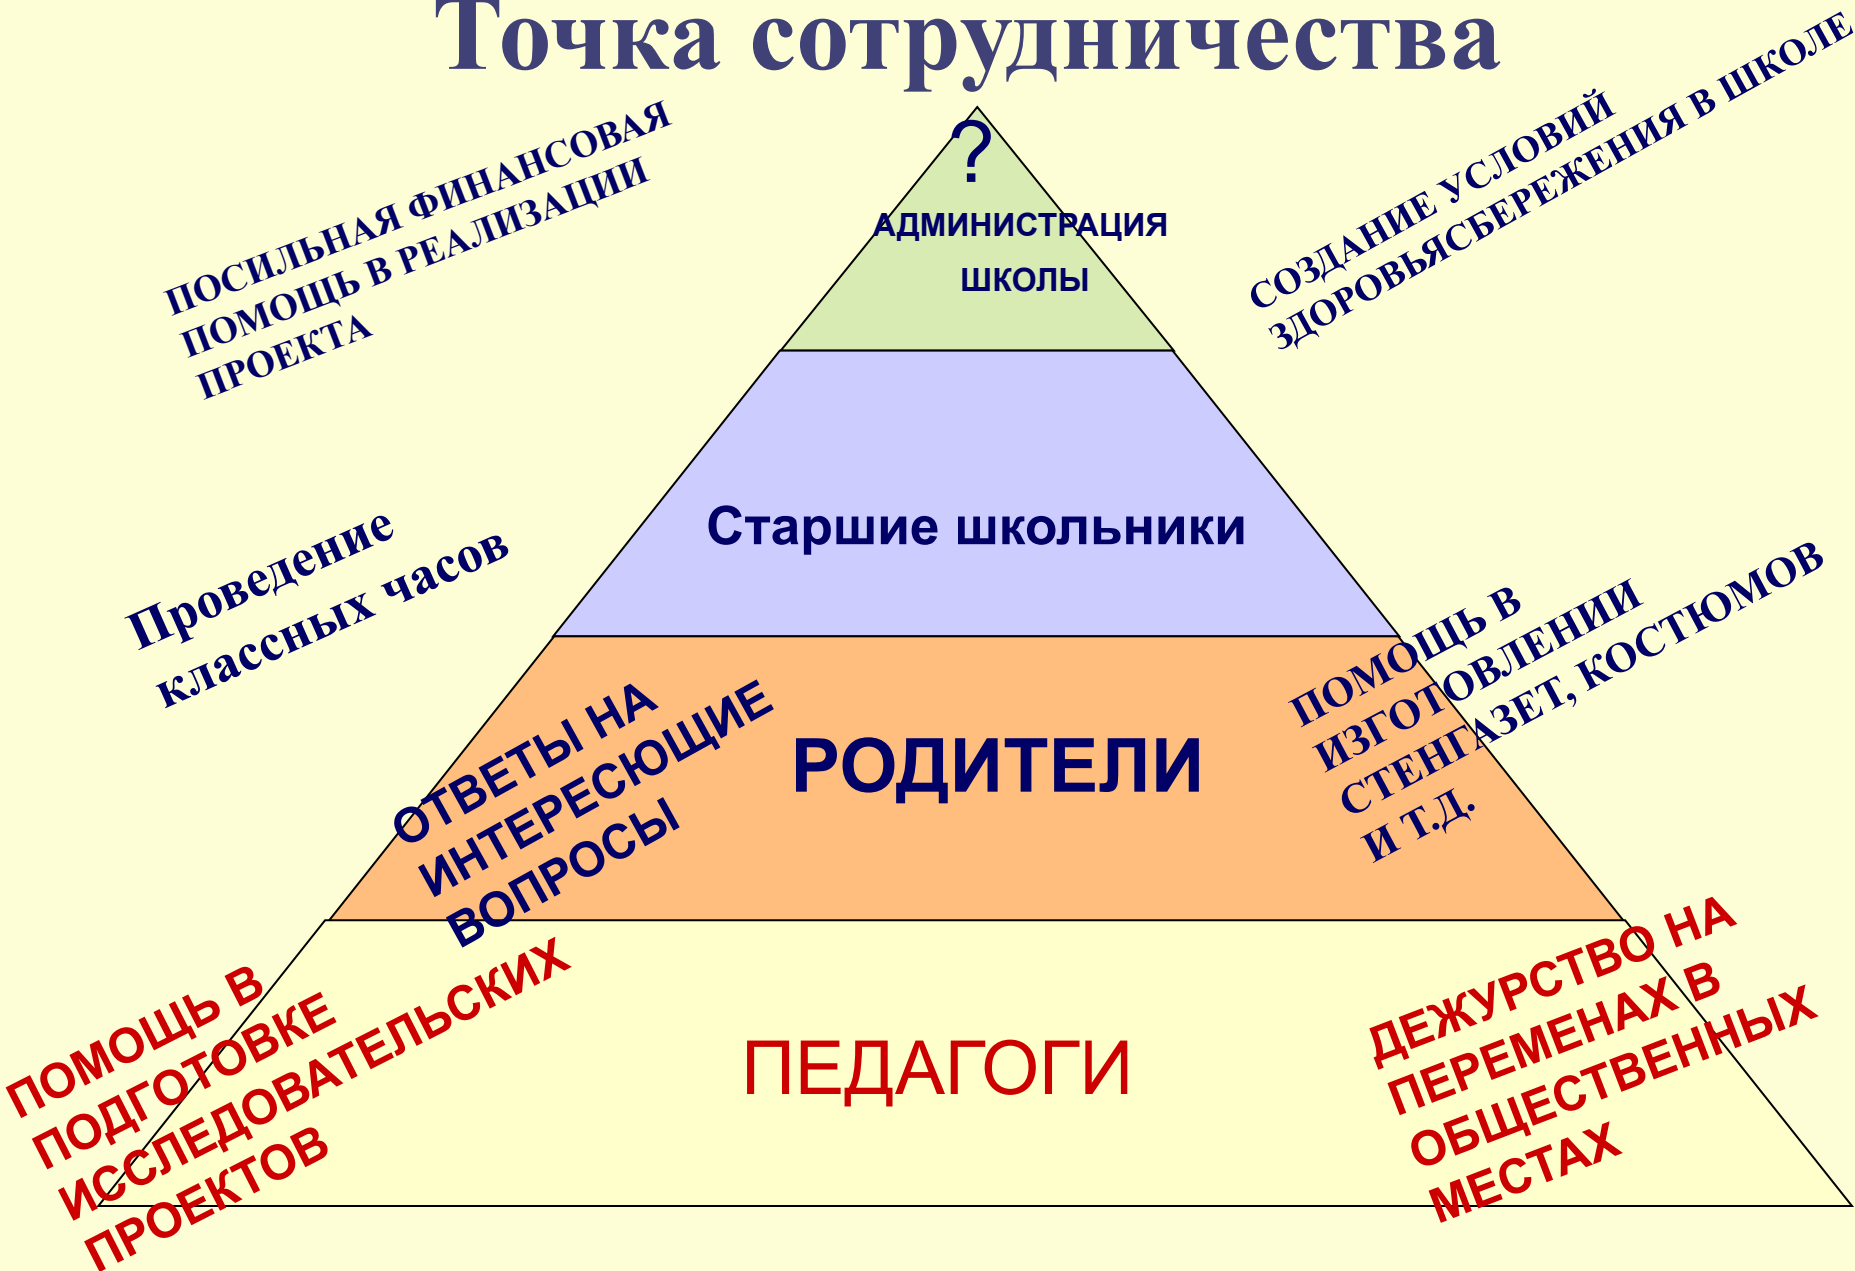 Точка сотрудничества
ПОСИЛЬНАЯ ФИНАНСОВАЯ
ПОМОЩЬ В РЕАЛИЗАЦИИ
ПРОЕКТА
?
АДМИНИСТРАЦИЯ
ШКОЛЫ
СОЗДАНИЕ УСЛОВИЙ
ЗДОРОВЬЯСБЕРЕЖЕНИЯ В ШКОЛЕ
Проведение
классных часов
Старшие школьники
ПОМОЩЬ В
ИЗГОТОВЛЕНИИ
СТЕНГАЗЕТ, КОСТЮМОВ
И Т.Д.
ОТВЕТЫ НА
ИНТЕРЕСЮЩИЕ
ВОПРОСЫ
РОДИТЕЛИ
ПОМОЩЬ В
ПОДГОТОВКЕ
ИССЛЕДОВАТЕЛЬСКИХ
ПРОЕКТОВ
ПЕДАГОГИ
ДЕЖУРСТВО НА
ПЕРЕМЕНАХ В
ОБЩЕСТВЕННЫХ
МЕСТАХ